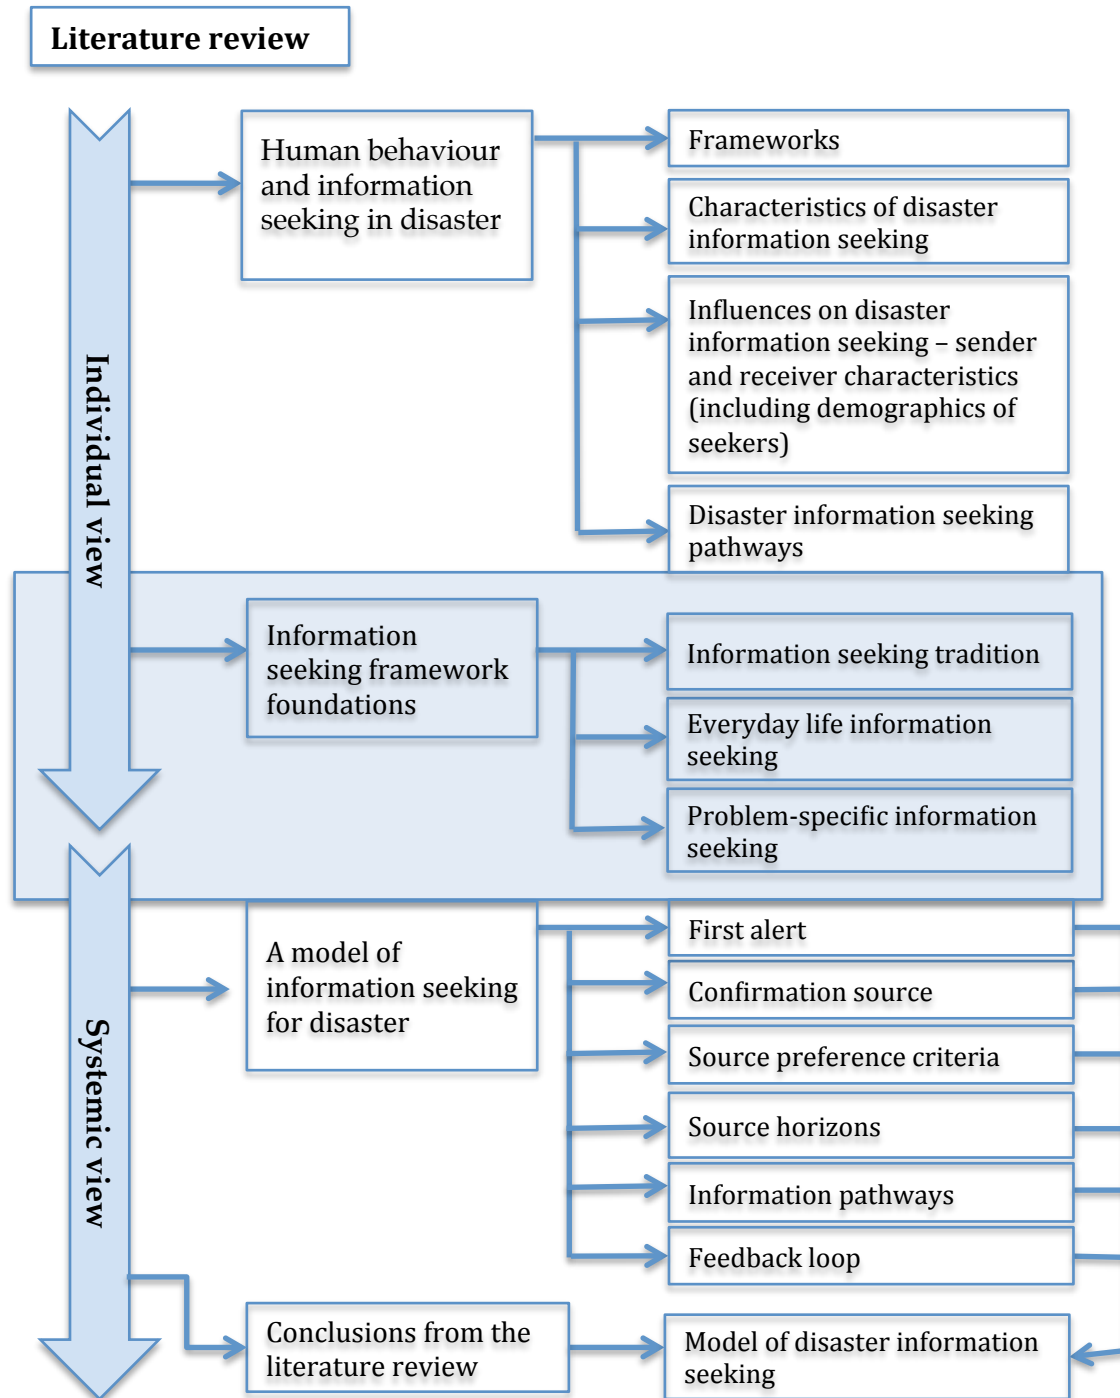 Literature review
Individual view
Human behaviour
and information
seeking in disaster
Frameworks
Characteristics of disaster
information seeking
Influences on disaster
information seeking – sender
and receiver characteristics
(including demographics of
seekers)
Disaster information seeking
pathways
Information
seeking framework
foundations
Information seeking tradition
Everyday life information
seeking
Problem-specific information
seeking
Systemic view
A model of
information seeking
for disaster
First alert
Confirmation source
Source preference criteria
Source horizons
Information pathways
Feedback loop
Conclusions from the
literature review
Model of disaster information
seeking